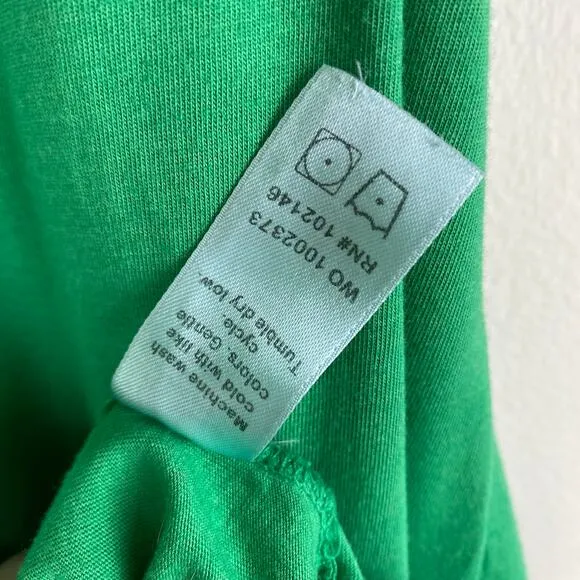 Machine wash
cold with like
colors Gentle
cycle.
Tumble dry low.
WO 1002373
RN# 102146